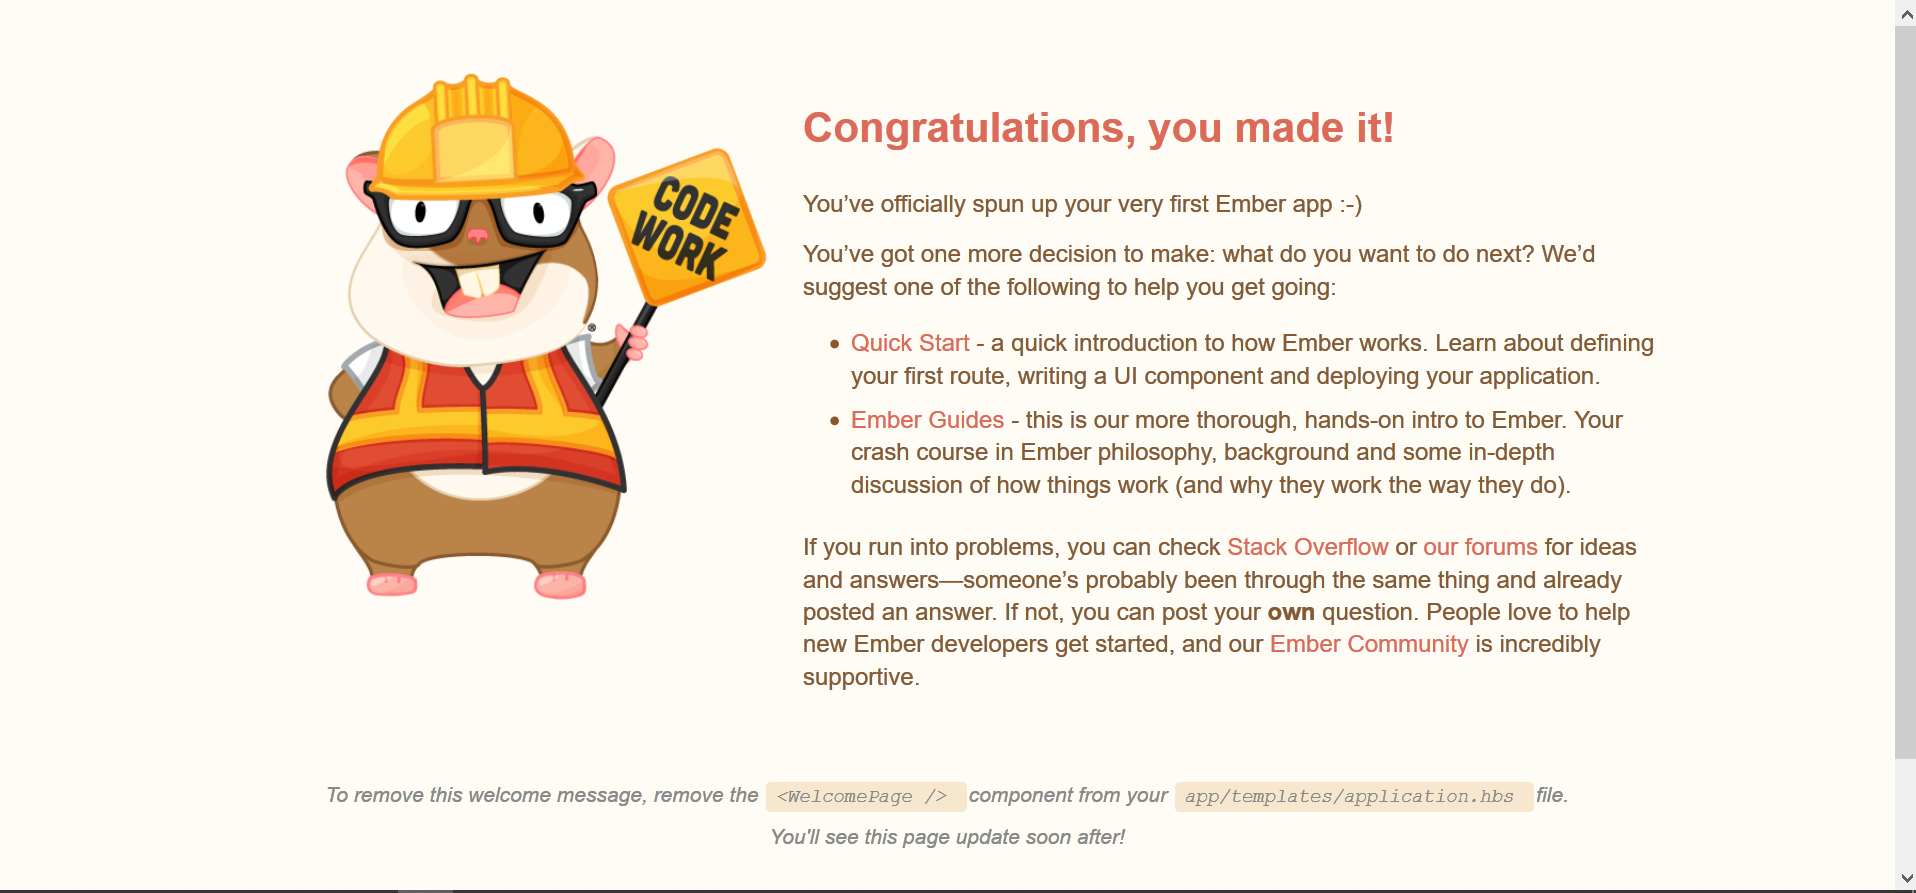 CODE
WORK
®
Congratulations, you made it!
You’ve officially spun up your very first Ember app :-)
You’ve got one more decision to make: what do you want to do next? We’d
suggest one of the following to help you get going:
• Quick Start - a quick introduction to how Ember works. Learn about defining
your first route, writing a UI component and deploying your application.
• Ember Guides - this is our more thorough, hands-on intro to Ember. Your
crash course in Ember philosophy, background and some in-depth
discussion of how things work (and why they work the way they do).
If you run into problems, you can check Stack Overflow or our forums for ideas
and answers—someone’s probably been through the same thing and already
posted an answer. If not, you can post your own question. People love to help
new Ember developers get started, and our Ember Community is incredibly
supportive.
To remove this welcome message, remove the <WelcomePage /> component from your app/templates/application.hbs file.
You'll see this page update soon after!